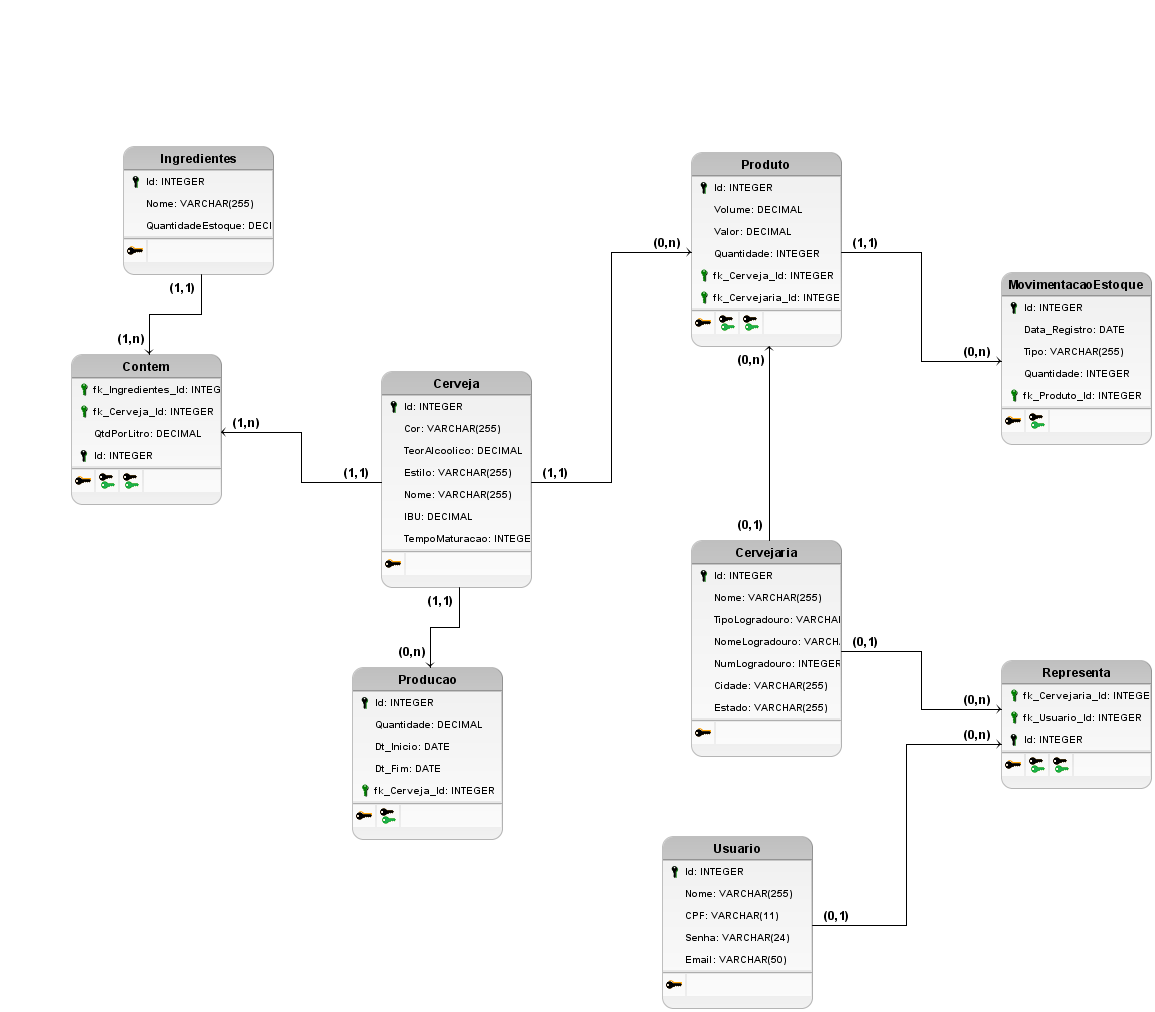 Ingredientes
Id: INTEGER
Nome: VARCHAR(255)
QuantidadeEstoque: DECI
(1,1)
(1,n)
Contem
fk_Ingredientes_Id: INTEG
fk_Cerveja_Id: INTEGER
QtdPorLitro: DECIMAL
Id: INTEGER
(1,n)
(1,1)
Cerveja
Id: INTEGER
Cor: VARCHAR(255)
TeorAlcoolico: DECIMAL
Estilo: VARCHAR(255)
Nome: VARCHAR(255)
IBU: DECIMAL
TempoMaturacao: INTEGE
(1,1)
(1,1)
(0,n)
Producao
Id: INTEGER
Quantidade: DECIMAL
Dt_Inicio: DATE
Dt_Fim: DATE
fk_Cerveja_Id: INTEGER
(0,n)
Produto
Id: INTEGER
Volume: DECIMAL
Valor: DECIMAL
Quantidade: INTEGER
fk_Cerveja_Id: INTEGER
fk_Cervejaria_Id: INTEGE
(1,1)
(0,n)
MovimentacaoEstoque
Id: INTEGER
Data_Registro: DATE
Tipo: VARCHAR(255)
Quantidade: INTEGER
fk_Produto_Id: INTEGER
(0,n)
(0,1)
Cervejaria
Id: INTEGER
Nome: VARCHAR(255)
TipoLogradouro: VARCHAI
NomeLogradouro: VARCH
NumLogradouro: INTEGER
Cidade: VARCHAR(255)
Estado: VARCHAR(255)
(0,1)
(0,n)
(0,n)
Representa
fk_Cervejaria_Id: INTEGE
fk_Usuario_Id: INTEGER
Id: INTEGER
Usuario
Id: INTEGER
Nome: VARCHAR(255)
CPF: VARCHAR(11)
Senha: VARCHAR(24)
Email: VARCHAR(50)
(0,1)